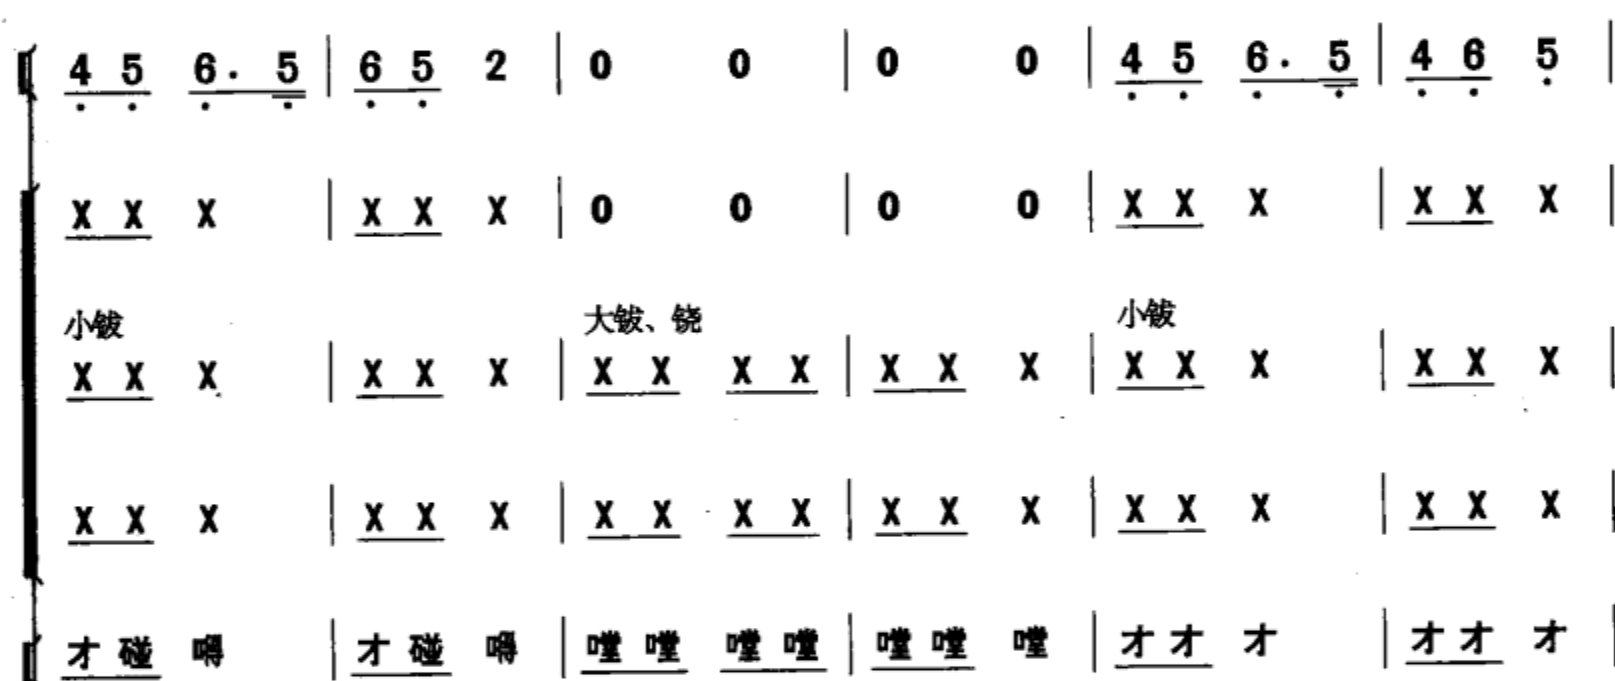 4 5 6. 5 | 6 5 2 | 0 0 | 0 0 | 4 5 6. 5 | 4 6 5 |
X X X | X X X | 0 0 | 0 0 | X X X | X X X |
小钹 大钹、铙 小钹
X X X | X X X | X X X X | X X X | X X X | X X X |
X X X | X X X | X X X X | X X X | X X X | X X X |
才 碰 嘚 | 才 碰 嘚 | 嘡 嘡 嘡 嘡 | 嘡 嘡 嘡 | 才 才 才 | 才 才 才